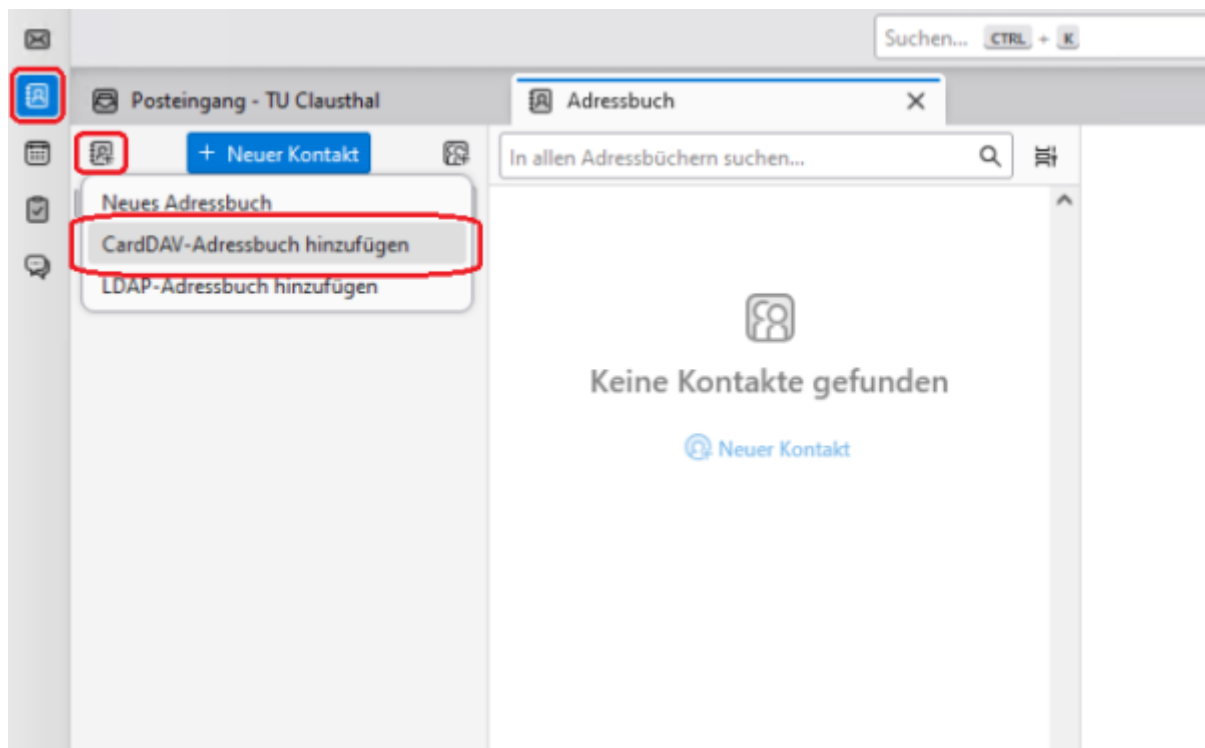 Suchen... CTRL + K
Posteingang - TU Clausthal
Adressbuch
+ Neuer Kontakt
In allen Adressbüchern suchen...
Neues Adressbuch
CardDAV-Adressbuch hinzufügen
LDAP-Adressbuch hinzufügen
Keine Kontakte gefunden
Neuer Kontakt